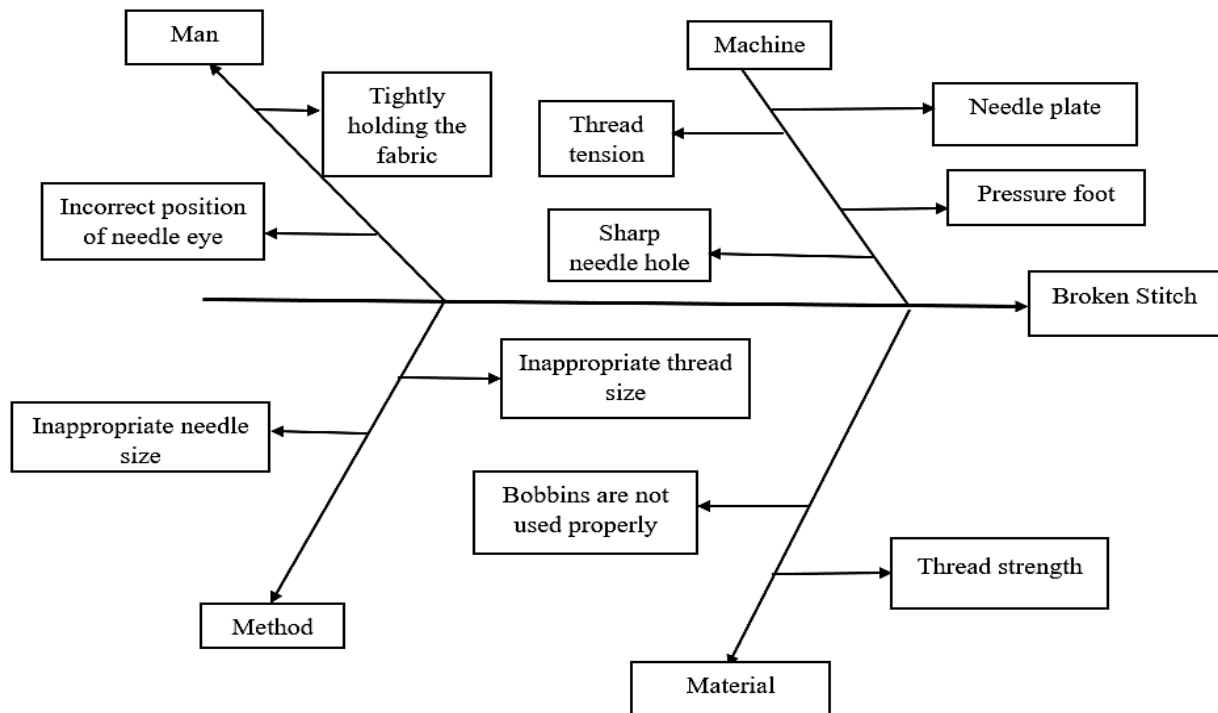 Man
Machine
Tightly
holding the
fabric
Thread
tension
Needle plate
Pressure foot
Incorrect position
of needle eye
Sharp
needle hole
Broken Stitch
Inappropriate thread
size
Inappropriate needle
size
Bobbins are not
used properly
Thread strength
Method
Material